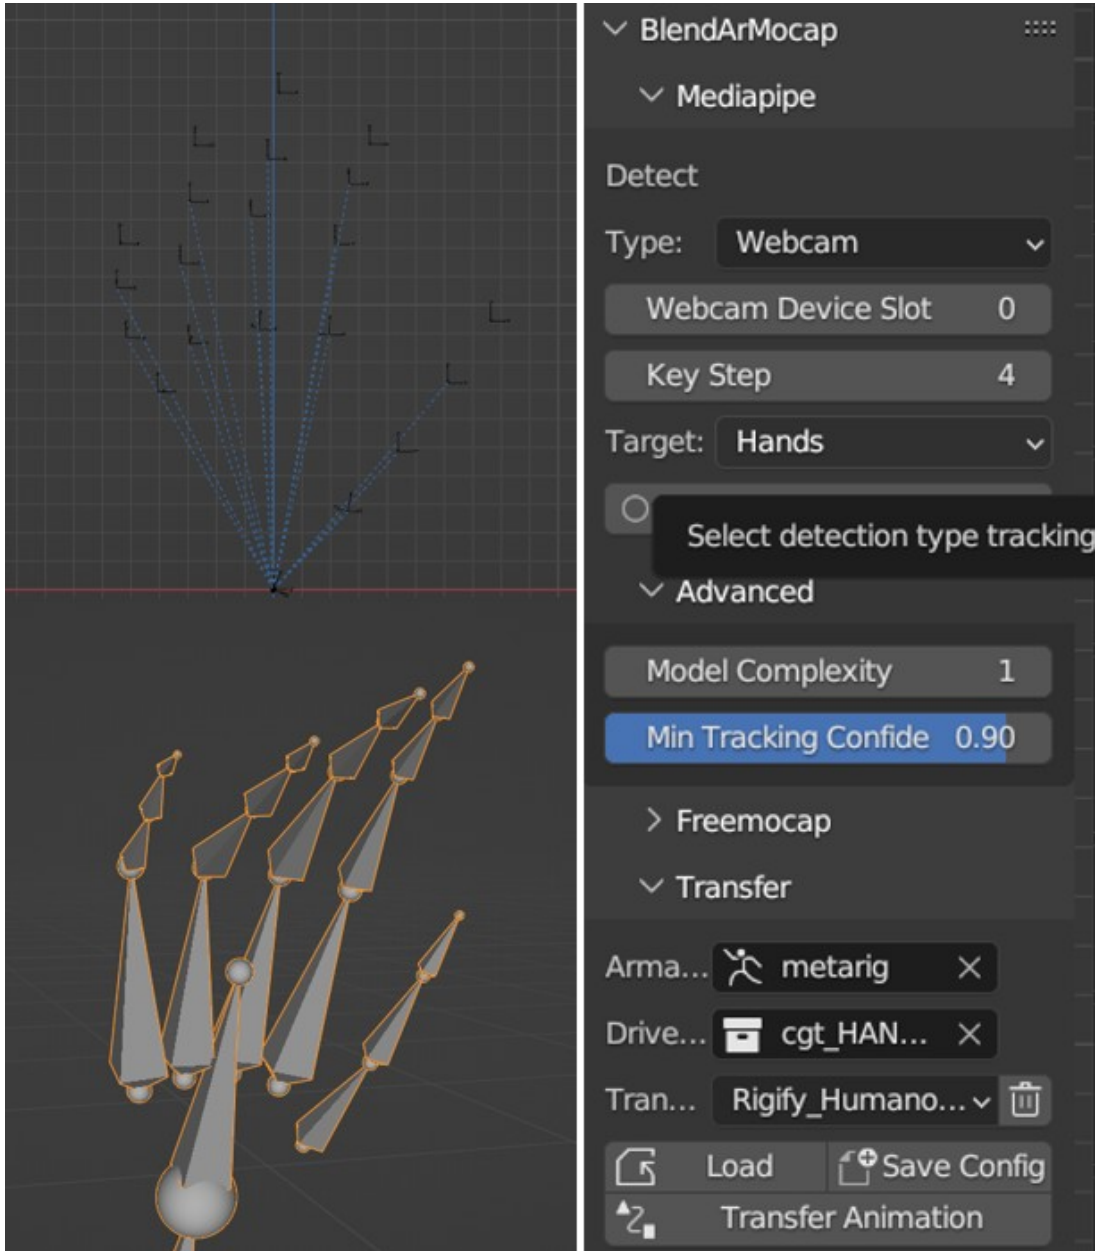 BlendArMocap
Mediapipe
Detect
Type: Webcam
Webcam Device Slot 0
Key Step 4
Target: Hands
Select detection type tracking
Advanced
Model Complexity 1
Min Tracking Confide 0.90
Freemocap
Transfer
Arma... metarig
Drive... cgt_HAN...
Tran... Rigify_Humano...
Load Save Config
Transfer Animation